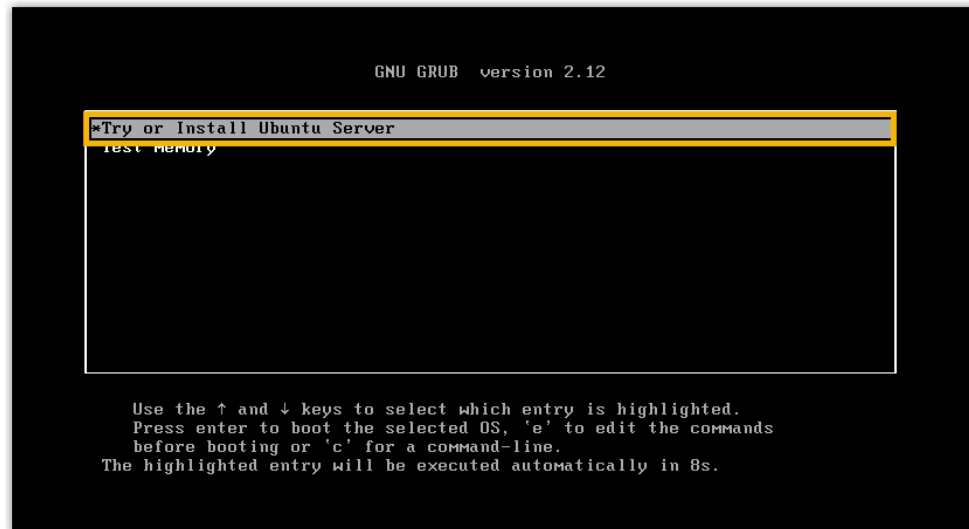 GNU GRUB  version 2.12
*Try or Install Ubuntu Server
Test Memory
Use the ↑ and ↓ keys to select which entry is highlighted.
Press enter to boot the selected OS, `e' to edit the commands
before booting or `c' for a command-line.
The highlighted entry will be executed automatically in 8s.